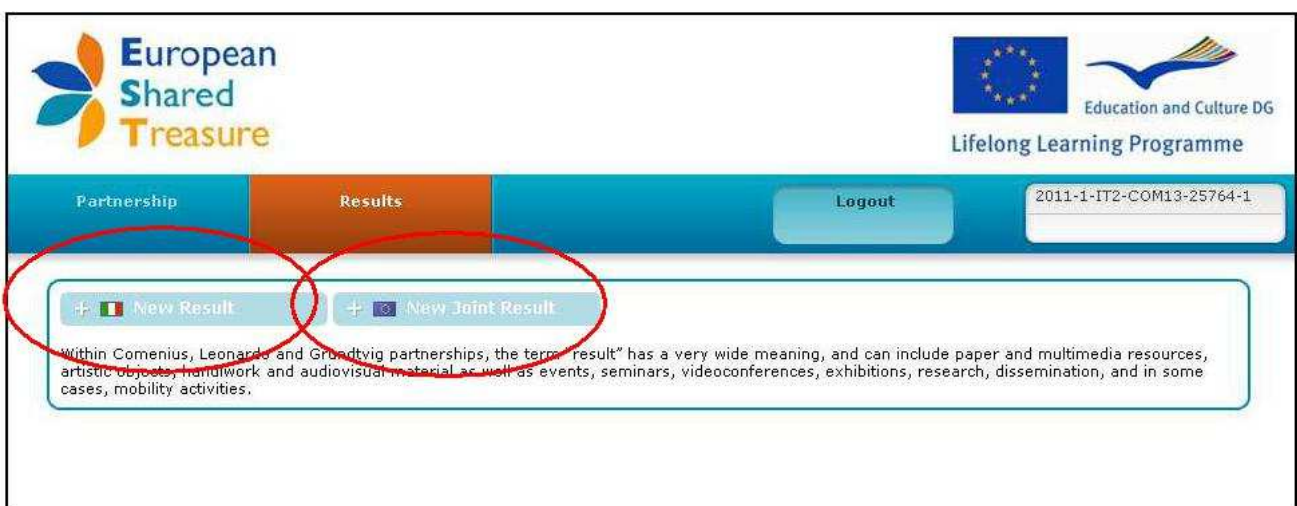 European
Shared
Treasure
Education and Culture DG
Lifelong Learning Programme
Partnership
Results
Logout
2011-1-IT2-COM13-25764-1
+ New Result
+ New Joint Result
Within Comenius, Leonardo and Grundtvig partnerships, the term "result" has a very wide meaning, and can include paper and multimedia resources,
artistic objects, handiwork and audiovisual material as well as events, seminars, videoconferences, exhibitions, research, dissemination, and in some
cases, mobility activities.